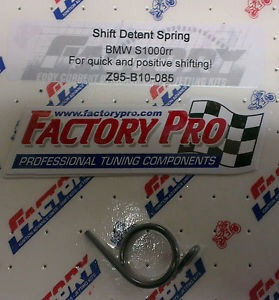 Shift Detent Spring
BMW S1000rr
For quick and positive shifting!
Z95-B10-085
www.factorypro.com
FACTORY PRO
PROFESSIONAL TUNING COMPONENTS